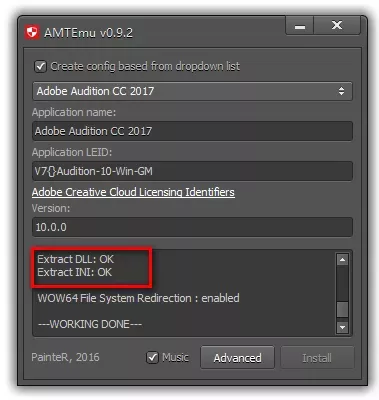 AMTEmu v0.9.2
Create config based from dropdown list
Adobe Audition CC 2017
Application name:
Adobe Audition CC 2017
Application LEID:
V7{}Audition-10-Win-GM
Adobe Creative Cloud Licensing Identifiers
Version:
10.0.0
Extract DLL: OK
Extract INI: OK
WOW64 File System Redirection : enabled
---WORKING DONE---
PainteR, 2016 Music Advanced Install